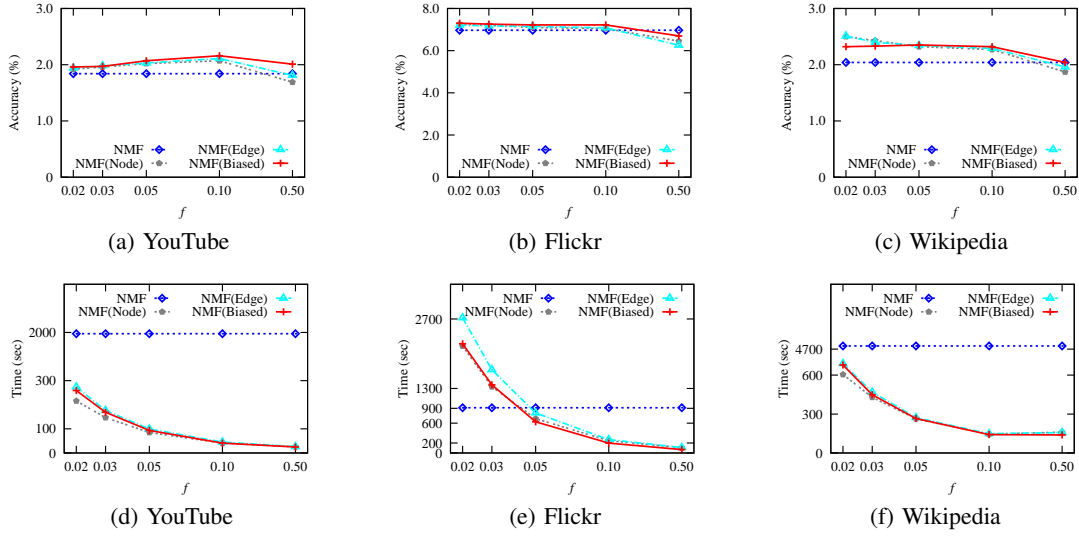 3.0
2.0
1.0
0
Accuracy (%)
NMF NMF(Edge)
NMF(Node) NMF(Biased)
0.02 0.03 0.05 0.10 0.50
f
(a) YouTube
8.0
6.0
4.0
2.0
0
Accuracy (%)
NMF NMF(Edge)
NMF(Node) NMF(Biased)
0.02 0.03 0.05 0.10 0.50
f
(b) Flickr
3.0
2.0
1.0
0
Accuracy (%)
NMF NMF(Edge)
NMF(Node) NMF(Biased)
0.02 0.03 0.05 0.10 0.50
f
(c) Wikipedia
2000
300
100
0
Time (sec)
NMF NMF(Edge)
NMF(Node) NMF(Biased)
0.02 0.03 0.05 0.10 0.50
f
(d) YouTube
2700
1300
900
600
200
0
Time (sec)
NMF NMF(Edge)
NMF(Node) NMF(Biased)
0.02 0.03 0.05 0.10 0.50
f
(e) Flickr
4700
600
300
0
Time (sec)
NMF NMF(Edge)
NMF(Node) NMF(Biased)
0.02 0.03 0.05 0.10 0.50
f
(f) Wikipedia